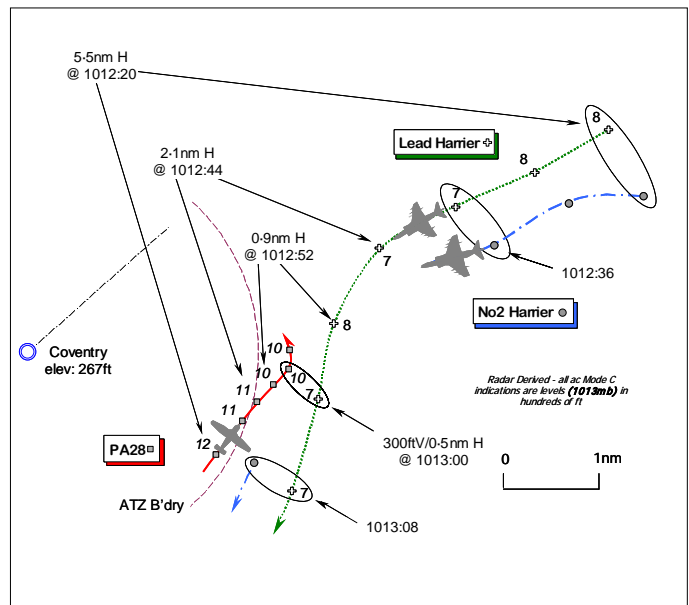 5·5nm H
@ 1012:20
8
Lead Harrier
8
2·1nm H
@ 1012:44
7
0·9nm H
@ 1012:52
7
1012:36
No2 Harrier
8
Coventry
elev: 267ft
10
10
10
11
7
11
Radar Derived - all ac Mode C
indications are levels (1013mb) in
hundreds of ft
12
PA28
300ftV/0·5nm H
@ 1013:00
0
1nm
7
ATZ B'dry
1013:08